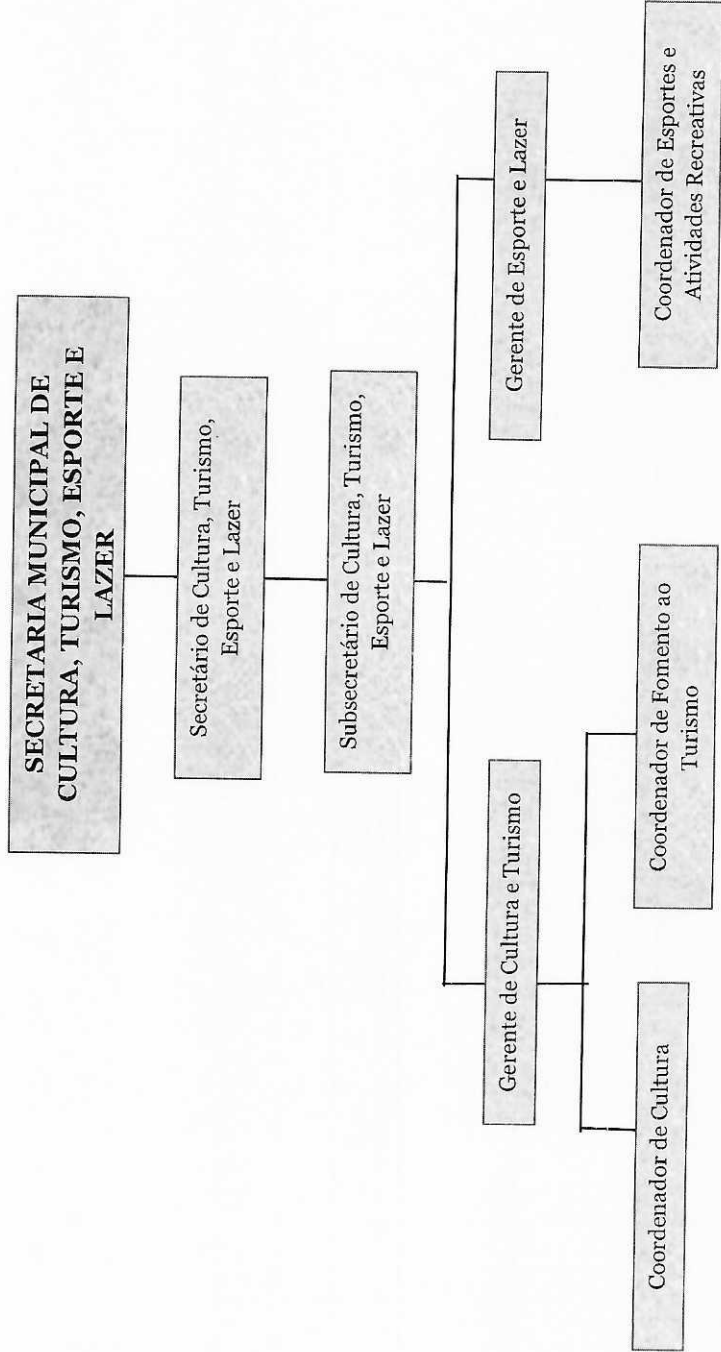 SECRETARIA MUNICIPAL DE
CULTURA, TURISMO, ESPORTE E
LAZER
Secretário de Cultura, Turismo,
Esporte e Lazer
Subsecretário de Cultura, Turismo,
Esporte e Lazer
Gerente de Cultura e Turismo
Gerente de Esporte e Lazer
Coordenador de Cultura
Coordenador de Fomento ao
Turismo
Coordenador de Esportes e
Atividades Recreativas